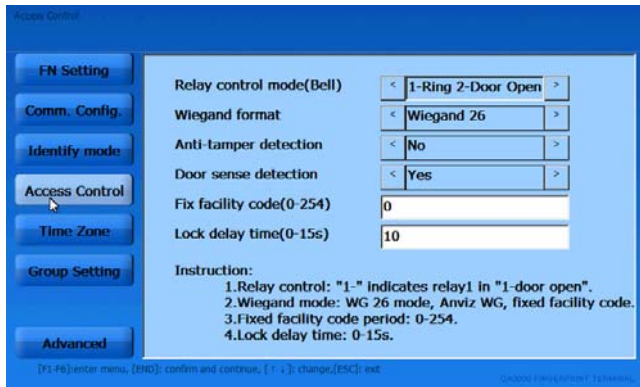 Access Control
FN Setting
Comm. Config.
Identify mode
Access Control
Time Zone
Group Setting
Advanced
Relay control mode(Bell) < 1-Ring 2-Door Open >
Wiegand format < Wiegand 26 >
Anti-tamper detection < No >
Door sense detection < Yes >
Fix facility code(0-254) 0
Lock delay time(0-15s) 10
Instruction:
1.Relay control: "1-" indicates relay1 in "1-door open".
2.Wiegand mode: WG 26 mode, Anviz WG, fixed facility code.
3.Fixed facility code period: 0-254.
4.Lock delay time: 0-15s.
[F1-F6]:enter menu, [END]: confirm and continue, [ ↑ ↓ ]: change,[ESC]: exit
OA3000 FINGERPRINT TERMINAL